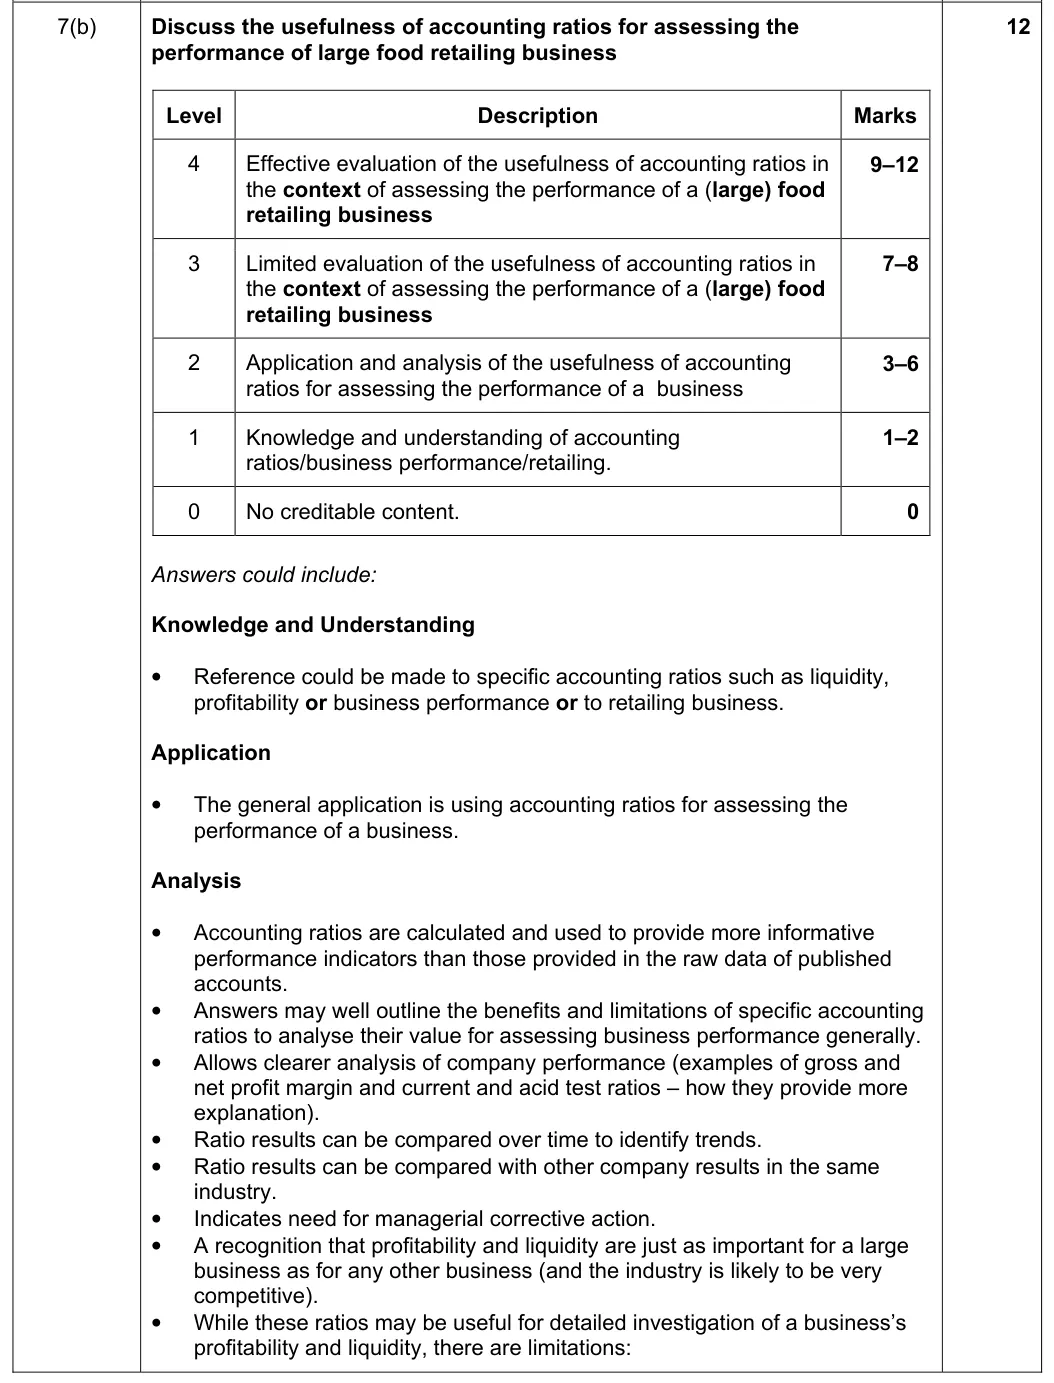 7(b)
Discuss the usefulness of accounting ratios for assessing the
performance of large food retailing business
12
Level Description Marks
4 Effective evaluation of the usefulness of accounting ratios in 9–12
the context of assessing the performance of a (large) food
retailing business
3 Limited evaluation of the usefulness of accounting ratios in 7–8
the context of assessing the performance of a (large) food
retailing business
2 Application and analysis of the usefulness of accounting 3–6
ratios for assessing the performance of a  business
1 Knowledge and understanding of accounting 1–2
ratios/business performance/retailing.
0 No creditable content. 0
Answers could include:
Knowledge and Understanding
• Reference could be made to specific accounting ratios such as liquidity,
profitability or business performance or to retailing business.
Application
• The general application is using accounting ratios for assessing the
performance of a business.
Analysis
• Accounting ratios are calculated and used to provide more informative
performance indicators than those provided in the raw data of published
accounts.
• Answers may well outline the benefits and limitations of specific accounting
ratios to analyse their value for assessing business performance generally.
• Allows clearer analysis of company performance (examples of gross and
net profit margin and current and acid test ratios – how they provide more
explanation).
• Ratio results can be compared over time to identify trends.
• Ratio results can be compared with other company results in the same
industry.
• Indicates need for managerial corrective action.
• A recognition that profitability and liquidity are just as important for a large
business as for any other business (and the industry is likely to be very
competitive).
• While these ratios may be useful for detailed investigation of a business’s
profitability and liquidity, there are limitations: